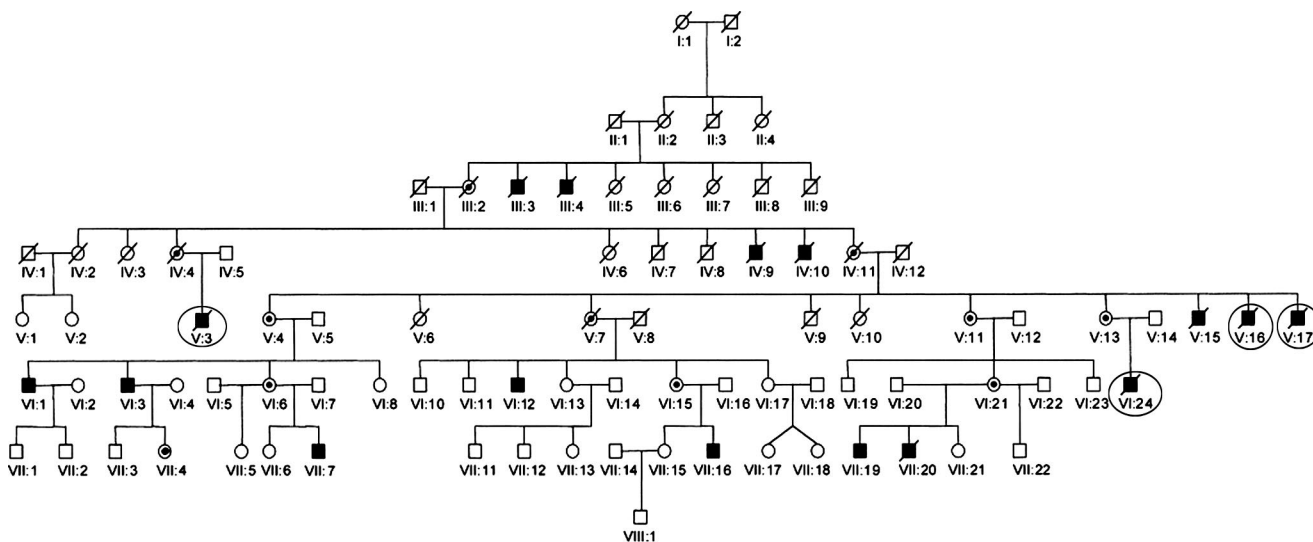 I:1 I:2
II:1 II:2 II:3 II:4
III:1 III:2 III:3 III:4 III:5 III:6 III:7 III:8 III:9
IV:1 IV:2 IV:3 IV:4 IV:5 IV:6 IV:7 IV:8 IV:9 IV:10 IV:11 IV:12
V:1 V:2 V:3 V:4 V:5 V:6 V:7 V:8 V:9 V:10 V:11 V:12 V:13 V:14 V:15 V:16 V:17
VI:1 VI:2 VI:3 VI:4 VI:5 VI:6 VI:7 VI:8 VI:10 VI:11 VI:12 VI:13 VI:14 VI:15 VI:16 VI:17 VI:18 VI:19 VI:20 VI:21 VI:22 VI:23 VI:24
VII:1 VII:2 VII:3 VII:4 VII:5 VII:6 VII:7 VII:11 VII:12 VII:13 VII:14 VII:15 VII:16 VII:17 VII:18 VII:19 VII:20 VII:21 VII:22
VIII:1